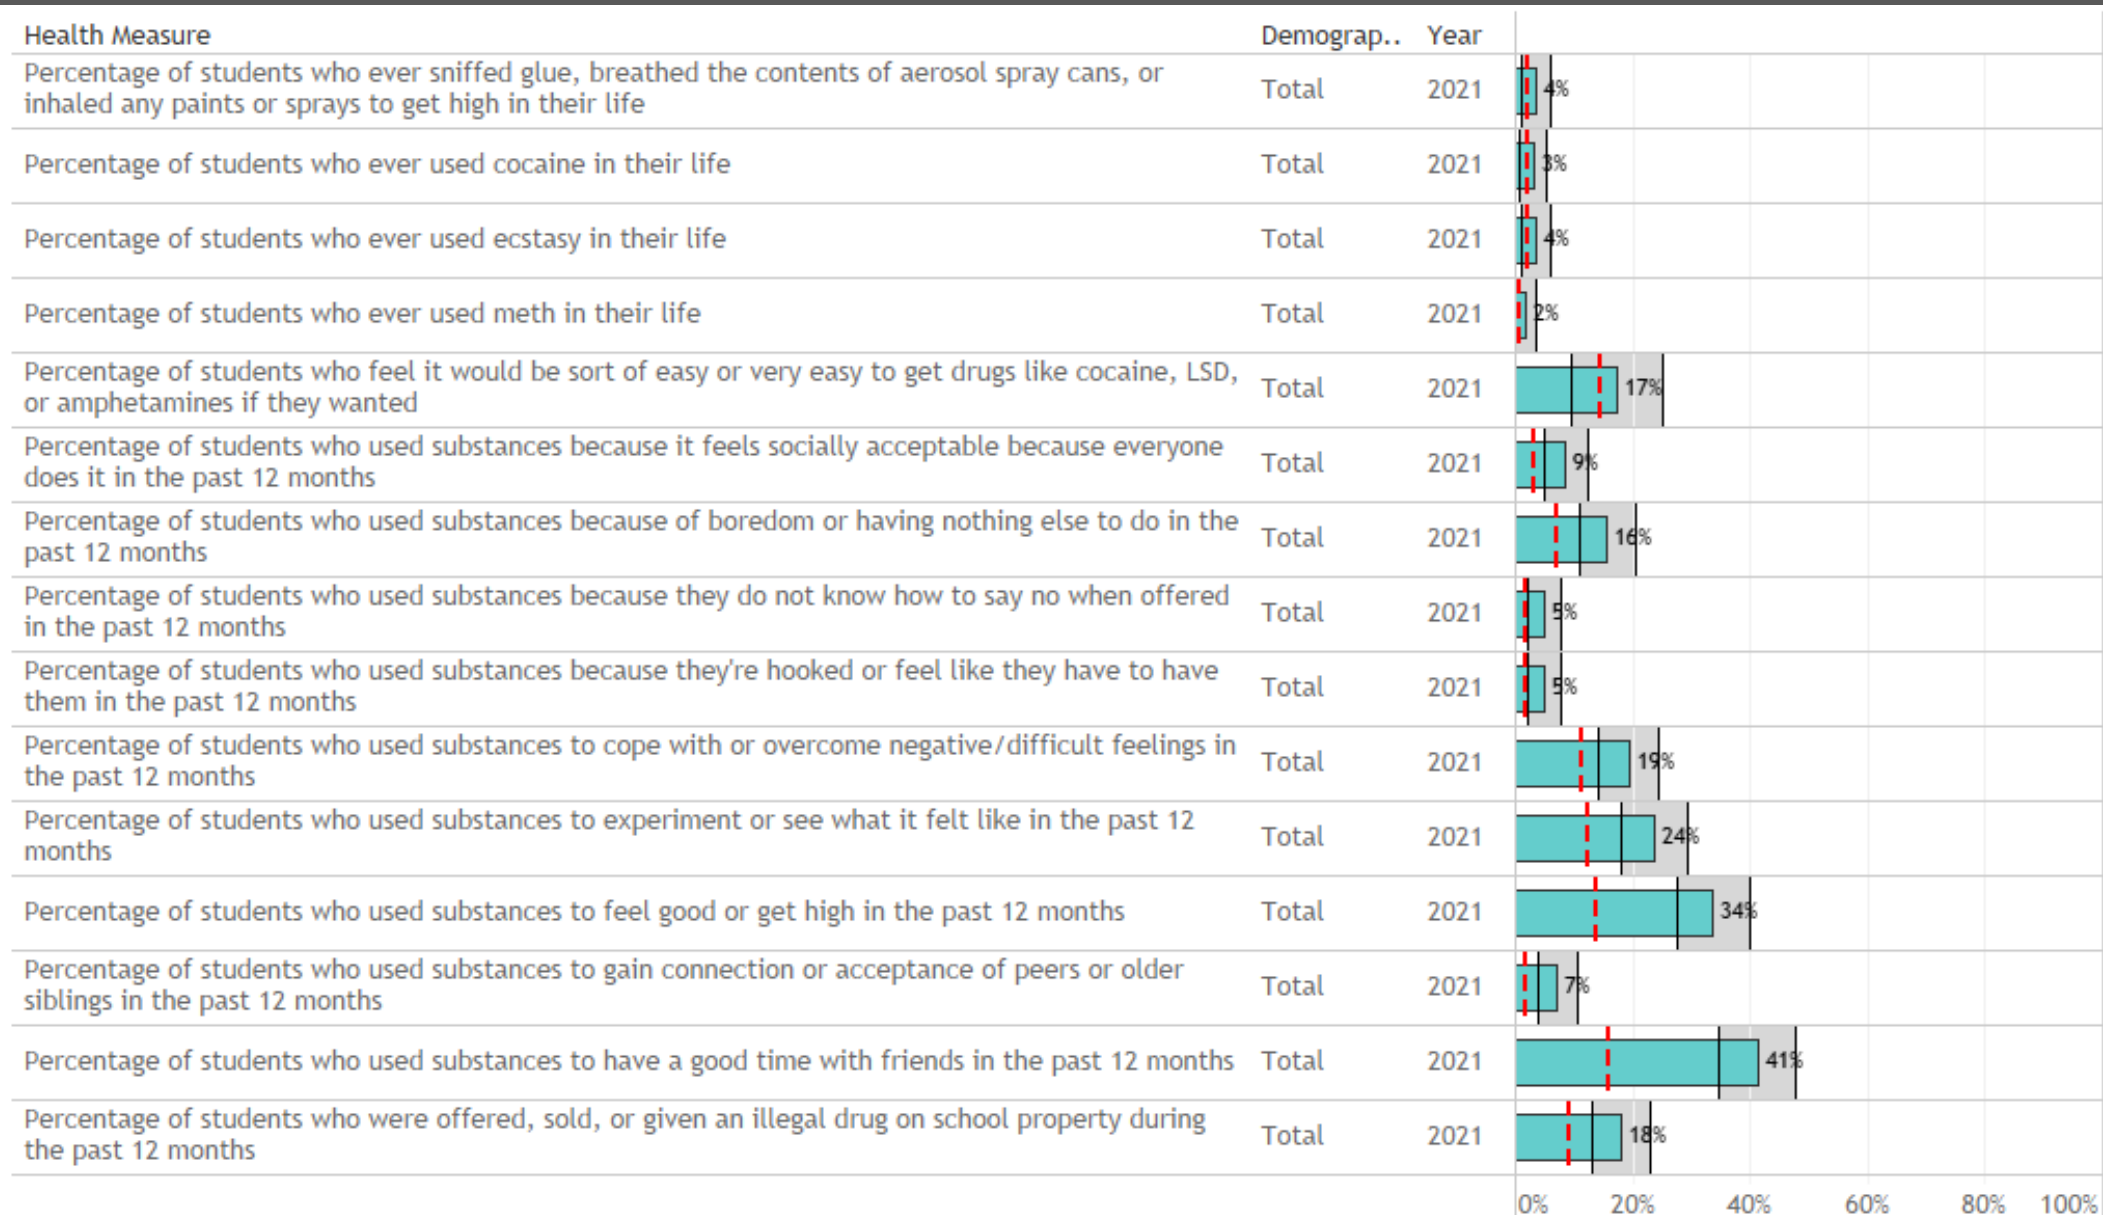 Health Measure Demograp.. Year
Percentage of students who ever sniffed glue, breathed the contents of aerosol spray cans, or
inhaled any paints or sprays to get high in their life
Total 2021 4%
Percentage of students who ever used cocaine in their life Total 2021 3%
Percentage of students who ever used ecstasy in their life Total 2021 4%
Percentage of students who ever used meth in their life Total 2021 2%
Percentage of students who feel it would be sort of easy or very easy to get drugs like cocaine, LSD,
or amphetamines if they wanted
Total 2021 17%
Percentage of students who used substances because it feels socially acceptable because everyone
does it in the past 12 months
Total 2021 9%
Percentage of students who used substances because of boredom or having nothing else to do in the
past 12 months
Total 2021 16%
Percentage of students who used substances because they do not know how to say no when offered
in the past 12 months
Total 2021 5%
Percentage of students who used substances because they're hooked or feel like they have to have
them in the past 12 months
Total 2021 5%
Percentage of students who used substances to cope with or overcome negative/difficult feelings in
the past 12 months
Total 2021 19%
Percentage of students who used substances to experiment or see what it felt like in the past 12
months
Total 2021 24%
Percentage of students who used substances to feel good or get high in the past 12 months Total 2021 34%
Percentage of students who used substances to gain connection or acceptance of peers or older
siblings in the past 12 months
Total 2021 7%
Percentage of students who used substances to have a good time with friends in the past 12 months Total 2021 41%
Percentage of students who were offered, sold, or given an illegal drug on school property during
the past 12 months
Total 2021 18%
0% 20% 40% 60% 80% 100%